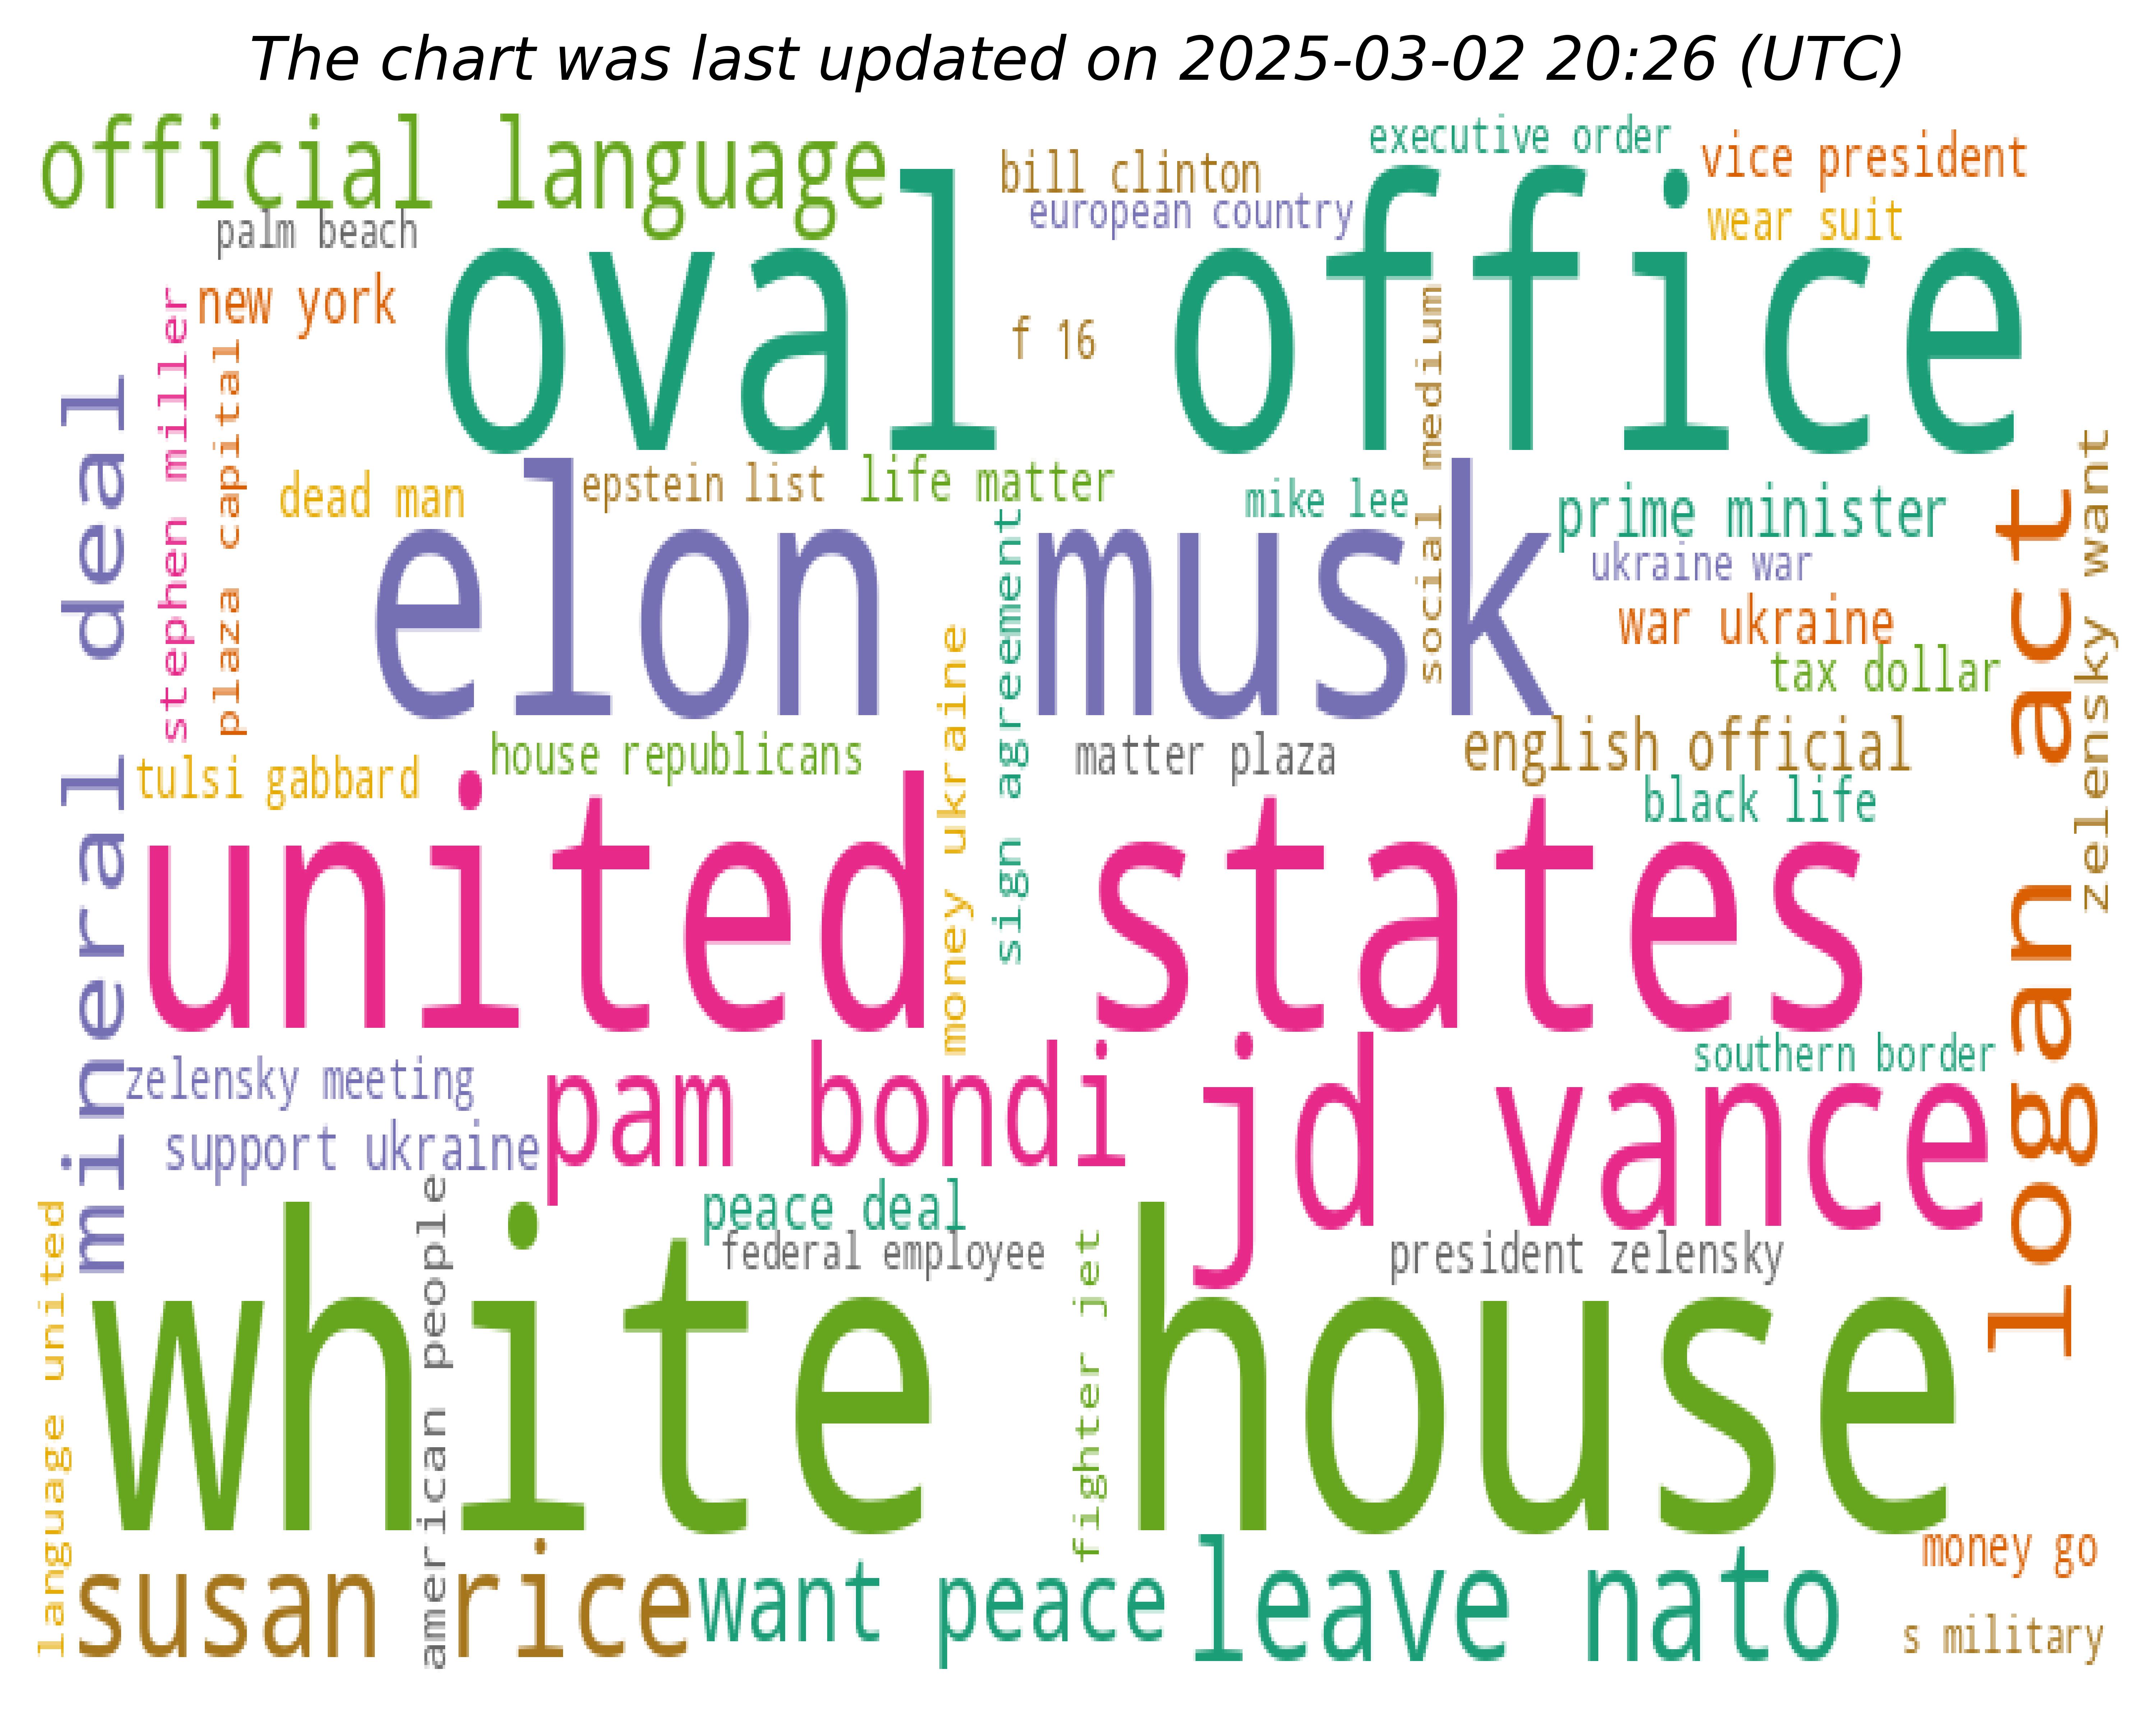 The chart was last updated on 2025-03-02 20:26 (UTC)
official language
bill clinton
executive order
vice president
european country
wear suit
palm beach
oval office
new york
f 16
stephen miller
plaza capital
mineral deal
social medium
dead man
epstein list
life matter
mike lee
prime minister
elon musk
ukraine war
war ukraine
tax dollar
logan act
zelensky want
sign agreement
money ukraine
tulsi gabbard
house republicans
matter plaza
english official
black life
united states
southern border
zelensky meeting
pam bondi
jd vance
support ukraine
peace deal
federal employee
president zelensky
language united
american people
fighter jet
white house
money go
susan rice
want peace
leave nato
s military